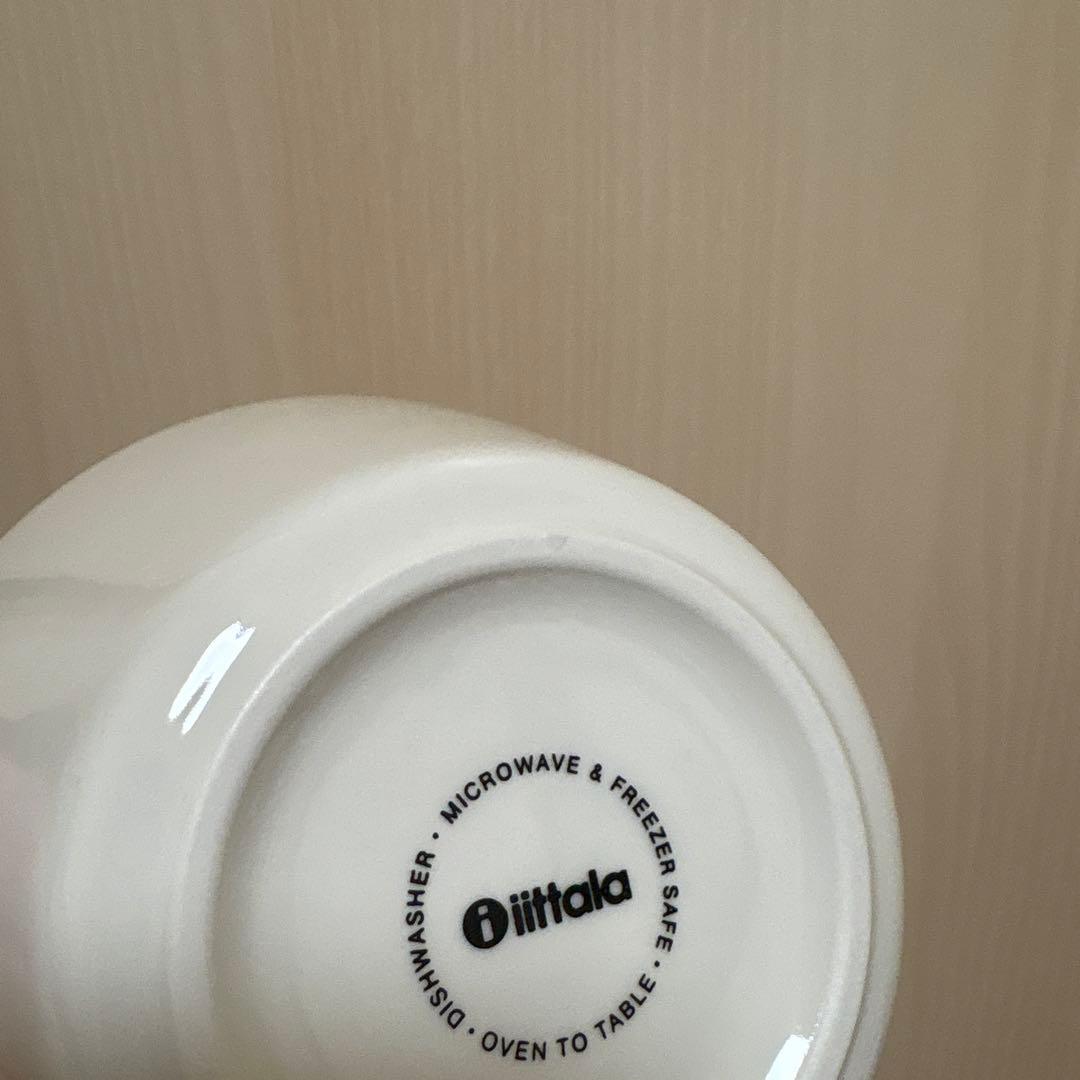 DISHWASHER · MICROWAVE & FREEZER SAFE · OVEN TO TABLE ·
i iittala